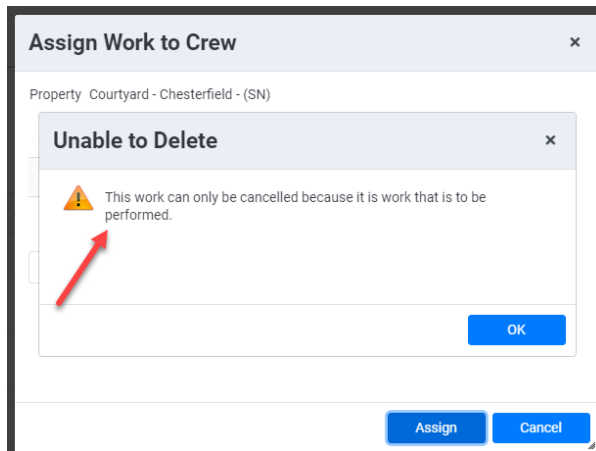 Assign Work to Crew ×
Property Courtyard - Chesterfield - (SN)
Unable to Delete ×
This work can only be cancelled because it is work that is to be
performed.
OK
Assign Cancel